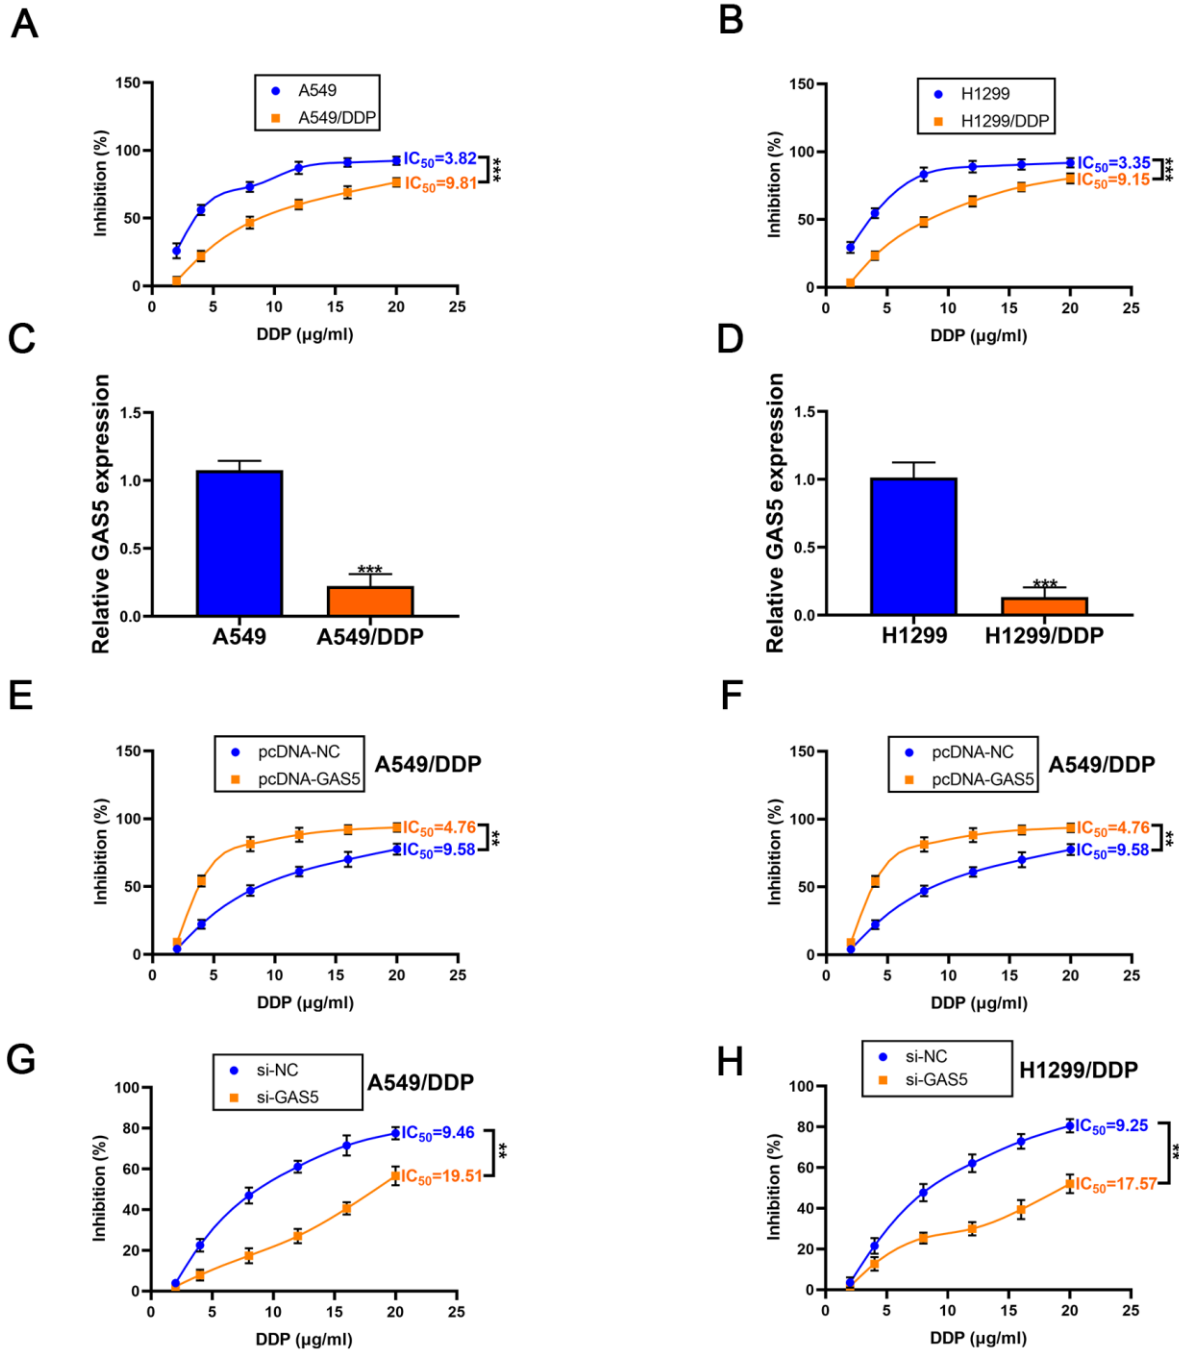 A
A549
A549/DDP
150
100
50
0
0 5 10 15 20 25
Inhibition (%)
DDP (μg/ml)
IC50=3.82
IC50=9.81
***
B
H1299
H1299/DDP
150
100
50
0
0 5 10 15 20 25
Inhibition (%)
DDP (μg/ml)
IC50=3.35
IC50=9.15
***
C
Relative GAS5 expression
1.5
1.0
0.5
0.0
***
A549 A549/DDP
D
Relative GAS5 expression
1.5
1.0
0.5
0.0
***
H1299 H1299/DDP
E
pcDNA-NC
pcDNA-GAS5
A549/DDP
150
100
50
0
0 5 10 15 20 25
Inhibition (%)
DDP (μg/ml)
IC50=4.76
IC50=9.58
**
F
pcDNA-NC
pcDNA-GAS5
A549/DDP
150
100
50
0
0 5 10 15 20 25
Inhibition (%)
DDP (μg/ml)
IC50=4.76
IC50=9.58
**
G
si-NC
si-GAS5
A549/DDP
100
80
60
40
20
0
0 5 10 15 20 25
Inhibition (%)
DDP (μg/ml)
IC50=9.46
IC50=19.51
**
H
si-NC
si-GAS5
H1299/DDP
100
80
60
40
20
0
0 5 10 15 20 25
Inhibition (%)
DDP (μg/ml)
IC50=9.25
IC50=17.57
**